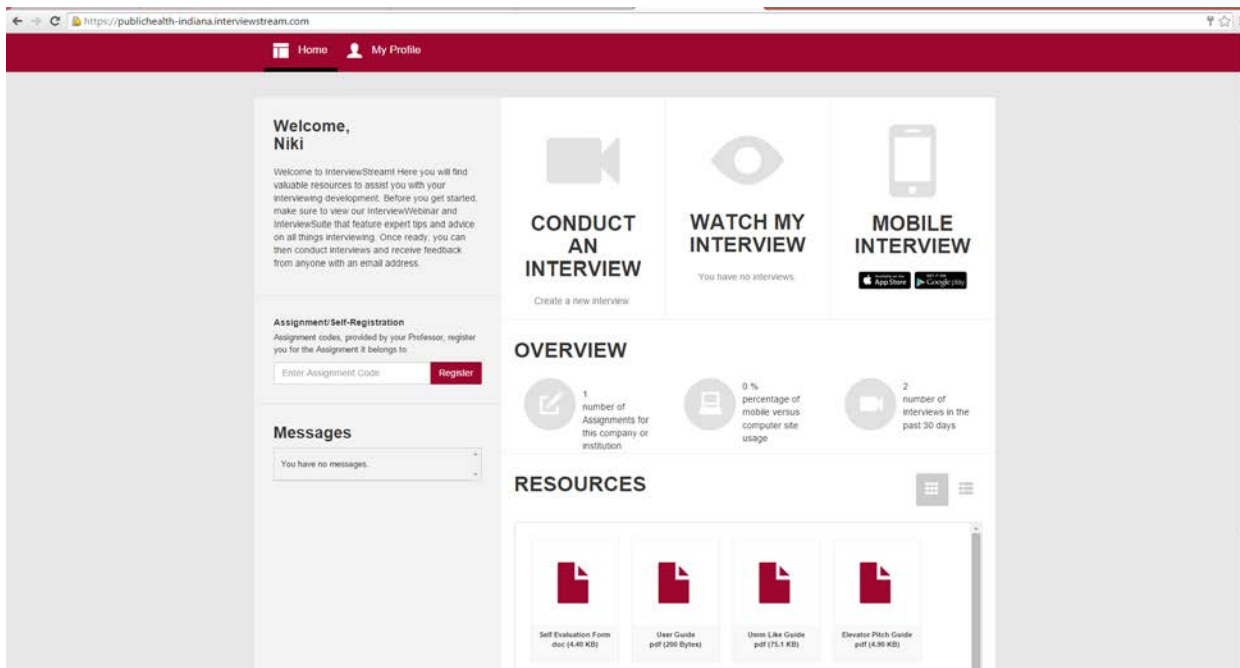 https://publichealth-indiana.interviewstream.com
Home
My Profile
Welcome,
Niki
Welcome to InterviewStream! Here you will find
valuable resources to assist you with your
interviewing development. Before you get started,
make sure to view our InterviewWebinar and
InterviewSuite that feature expert tips and advice
on all things interviewing. Once ready, you can
then conduct interviews and receive feedback
from anyone with an email address.
Assignment/Self-Registration
Assignment codes, provided by your Professor, register
you for the Assignment it belongs to.
Enter Assignment Code
Register
Messages
You have no messages.
CONDUCT
AN
INTERVIEW
Create a new interview
WATCH MY
INTERVIEW
You have no interviews.
MOBILE
INTERVIEW
Available on the
App Store
GET IT ON
Google play
OVERVIEW
1
number of
Assignments for
this company or
institution
0 %
percentage of
mobile versus
computer site
usage
2
number of
interviews in the
past 30 days
RESOURCES
Self Evaluation Form
doc (4.40 KB)
User Guide
pdf (200 Bytes)
Umm Like Guide
pdf (75.1 KB)
Elevator Pitch Guide
pdf (4.90 KB)